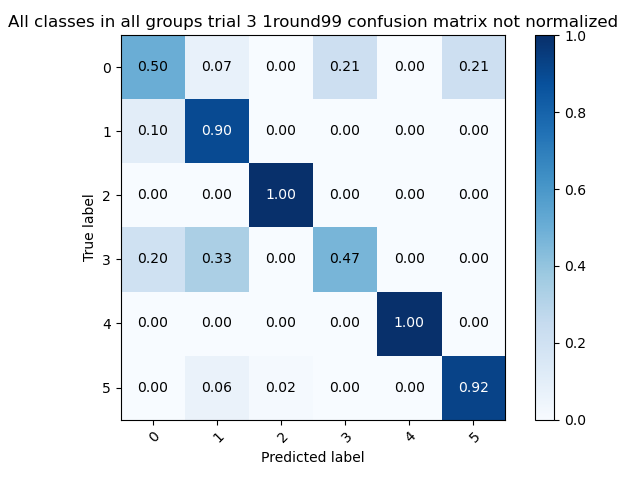 All classes in all groups trial 3 1round99 confusion matrix not normalized
1.0
0 0.50 0.07 0.00 0.21 0.00 0.21
0.8
1 0.10 0.90 0.00 0.00 0.00 0.00
2 0.00 0.00 1.00 0.00 0.00 0.00
0.6
True label
3 0.20 0.33 0.00 0.47 0.00 0.00
0.4
4 0.00 0.00 0.00 0.00 1.00 0.00
0.2
5 0.00 0.06 0.02 0.00 0.00 0.92
0.0
0 1 2 3 4 5
Predicted label